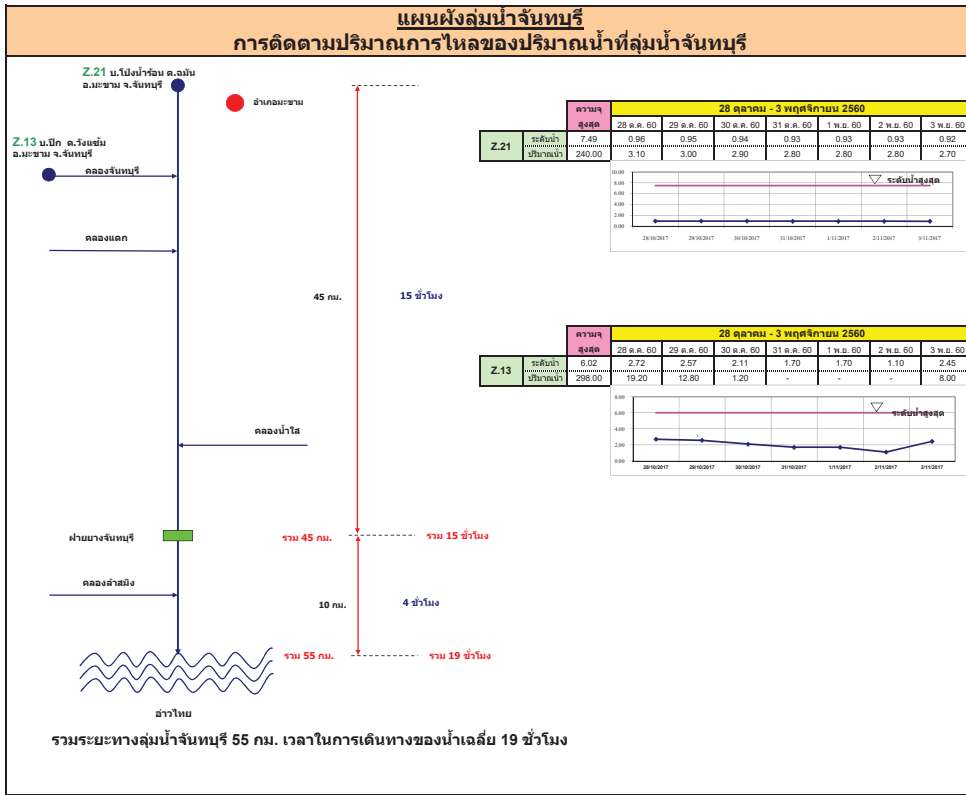 แผนผังลุ่มน้ำจันทบุรี
การติดตามปริมาณการไหลของปริมาณน้ำที่ลุ่มน้ำจันทบุรี
Z.21 บ.โป่งน้ำร้อน ต.ฉมัน
อ.มะขาม จ.จันทบุรี
อำเภอมะขาม
Z.13 บ.ปึก ต.วังแซ้ม
อ.มะขาม จ.จันทบุรี
คลองจันทบุรี
คลองแตก
45 กม. 15 ชั่วโมง
คลองน้ำใส
ฝายยางจันทบุรี รวม 45 กม. รวม 15 ชั่วโมง
คลองลำสมิง
10 กม. 4 ชั่วโมง
รวม 55 กม. รวม 19 ชั่วโมง
อ่าวไทย
รวมระยะทางลุ่มน้ำจันทบุรี 55 กม. เวลาในการเดินทางของน้ำเฉลี่ย 19 ชั่วโมง
ความจุ 28 ตุลาคม - 3 พฤศจิกายน 2560
สูงสุด 28 ต.ค. 60 29 ต.ค. 60 30 ต.ค. 60 31 ต.ค. 60 1 พ.ย. 60 2 พ.ย. 60 3 พ.ย. 60
Z.21 ระดับน้ำ 7.49 0.96 0.95 0.94 0.93 0.93 0.93 0.92
ปริมาณน้ำ 240.00 3.10 3.00 2.90 2.80 2.80 2.80 2.70
10.00
8.00
6.00
4.00
2.00
0.00
ระดับน้ำสูงสุด
28/10/2017 29/10/2017 30/10/2017 31/10/2017 1/11/2017 2/11/2017 3/11/2017
ความจุ 28 ตุลาคม - 3 พฤศจิกายน 2560
สูงสุด 28 ต.ค. 60 29 ต.ค. 60 30 ต.ค. 60 31 ต.ค. 60 1 พ.ย. 60 2 พ.ย. 60 3 พ.ย. 60
Z.13 ระดับน้ำ 6.02 2.72 2.57 2.11 1.70 1.70 1.10 2.45
ปริมาณน้ำ 298.00 19.20 12.80 1.20 - - - 8.00
8.00
6.00
4.00
2.00
0.00
ระดับน้ำสูงสุด
28/10/2017 29/10/2017 30/10/2017 31/10/2017 1/11/2017 2/11/2017 3/11/2017